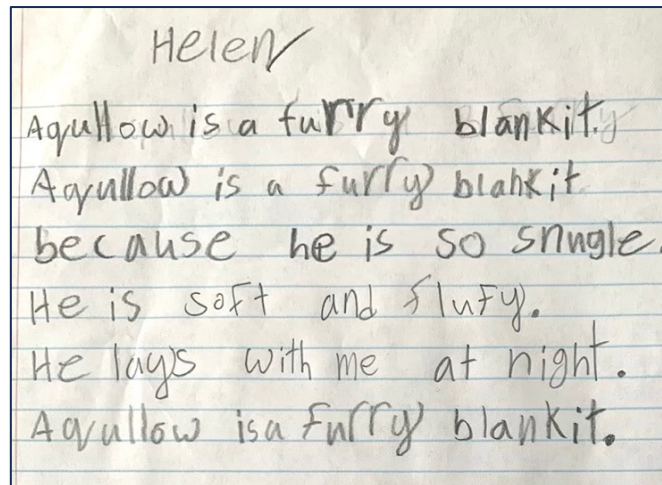 Helen
Aqullow is a furry blankit.
Aqullow is a furry blankit
because he is so snugle.
He is soft and flufy.
He lays with me at night.
Aqullow is a furry blankit.